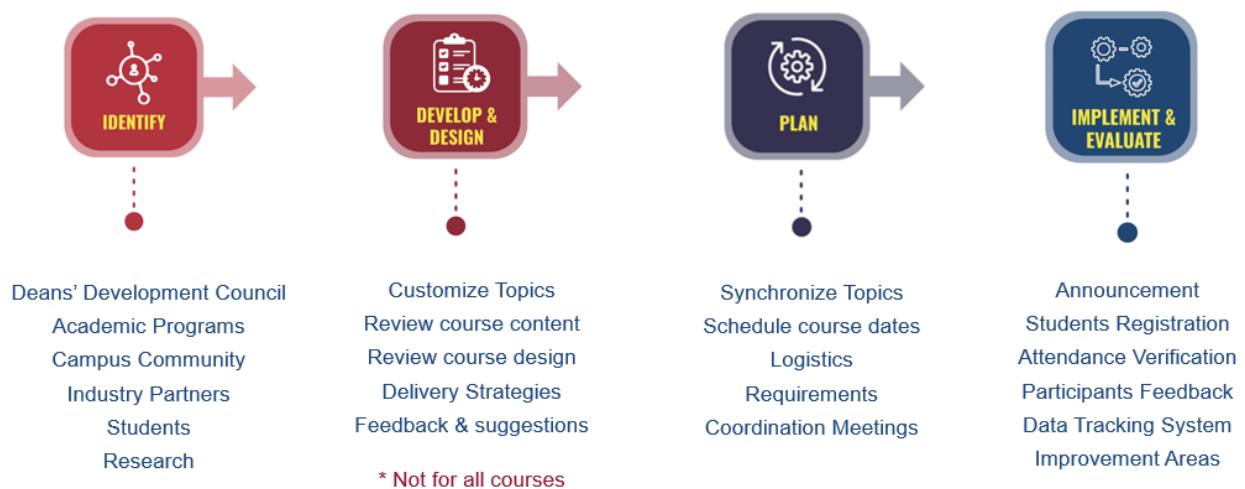 IDENTIFY
DEVELOP &
DESIGN
PLAN
IMPLEMENT &
EVALUATE
Deans’ Development Council
Academic Programs
Campus Community
Industry Partners
Students
Research
Customize Topics
Review course content
Review course design
Delivery Strategies
Feedback & suggestions
* Not for all courses
Synchronize Topics
Schedule course dates
Logistics
Requirements
Coordination Meetings
Announcement
Students Registration
Attendance Verification
Participants Feedback
Data Tracking System
Improvement Areas